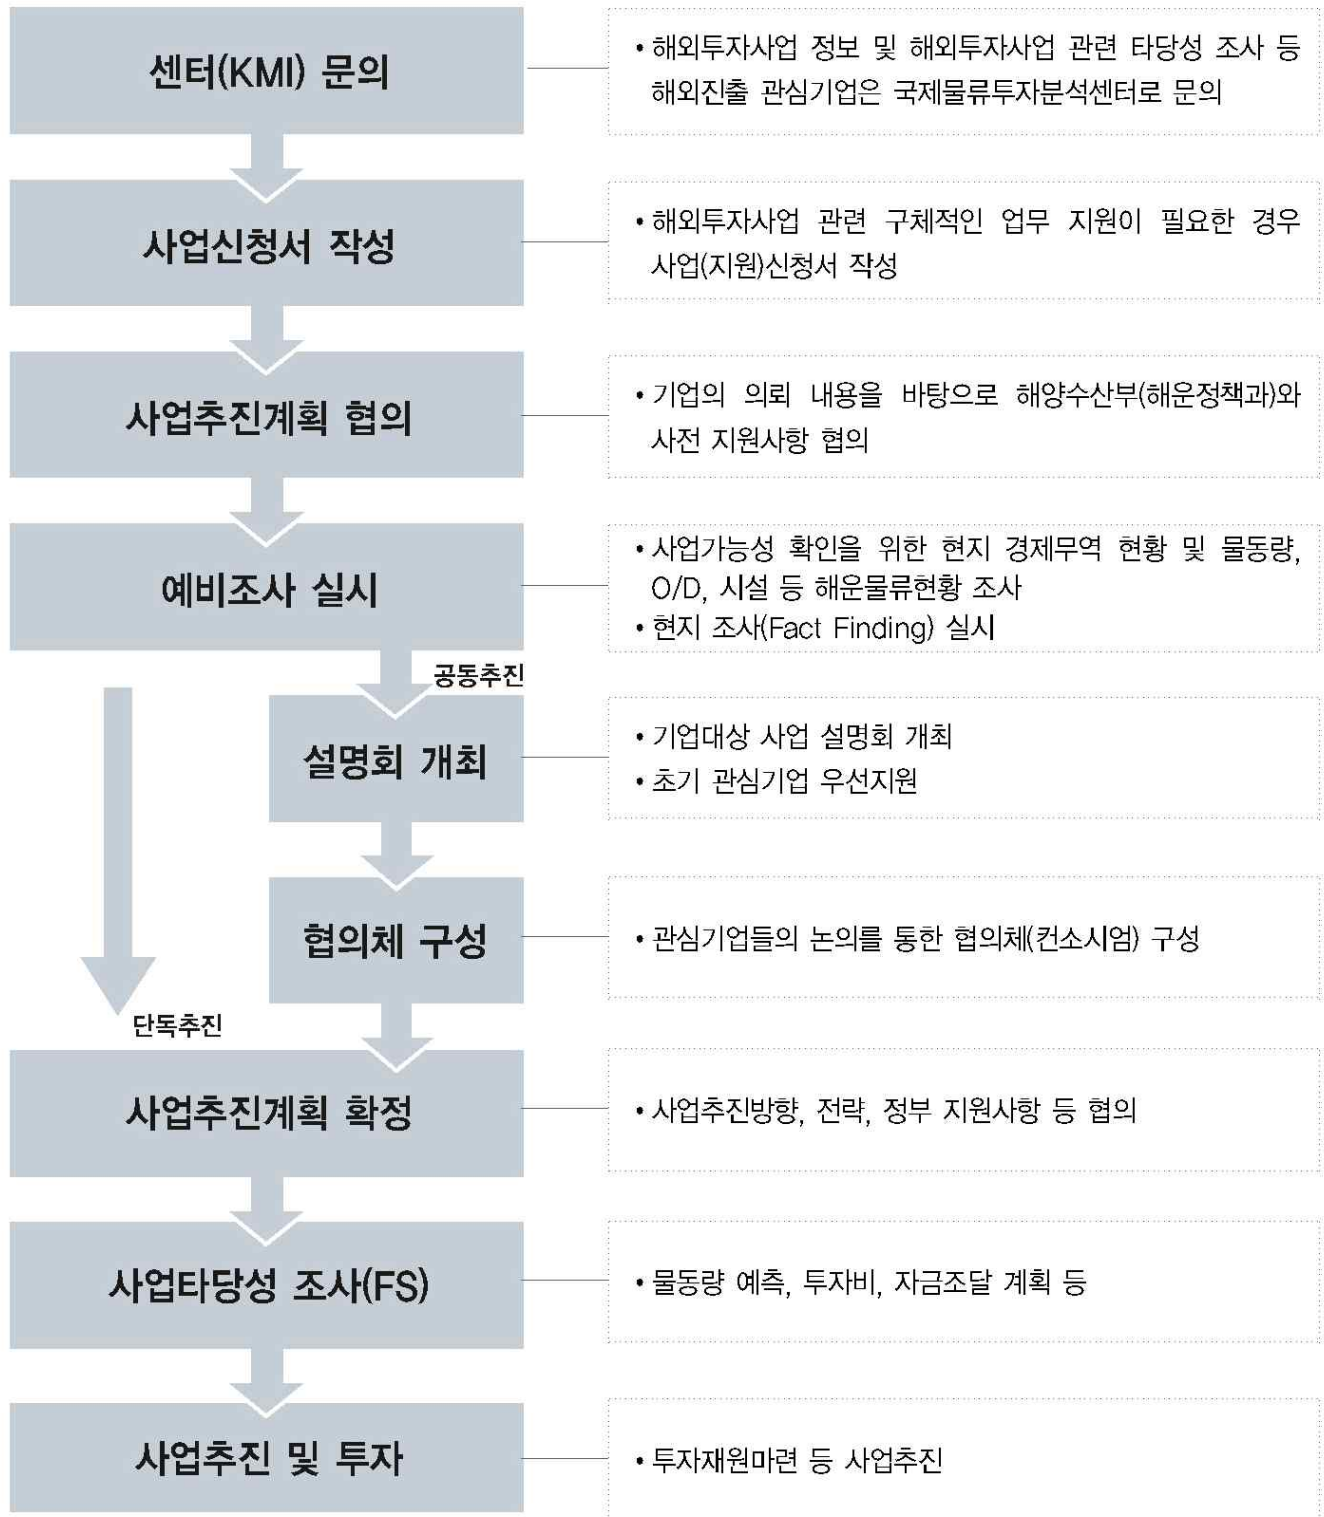 센터(KMI) 문의
• 해외투자사업 정보 및 해외투자사업 관련 타당성 조사 등
해외진출 관심기업은 국제물류투자분석센터로 문의
사업신청서 작성
• 해외투자사업 관련 구체적인 업무 지원이 필요한 경우
사업(지원)신청서 작성
사업추진계획 협의
• 기업의 의뢰 내용을 바탕으로 해양수산부(해운정책과)와
사전 지원사항 협의
예비조사 실시
• 사업가능성 확인을 위한 현지 경제무역 현황 및 물동량,
O/D, 시설 등 해운물류현황 조사
• 현지 조사(Fact Finding) 실시
공동추진
설명회 개최
• 기업대상 사업 설명회 개최
• 초기 관심기업 우선지원
협의체 구성
• 관심기업들의 논의를 통한 협의체(컨소시엄) 구성
단독추진
사업추진계획 확정
• 사업추진방향, 전략, 정부 지원사항 등 협의
사업타당성 조사(FS)
• 물동량 예측, 투자비, 자금조달 계획 등
사업추진 및 투자
• 투자재원마련 등 사업추진